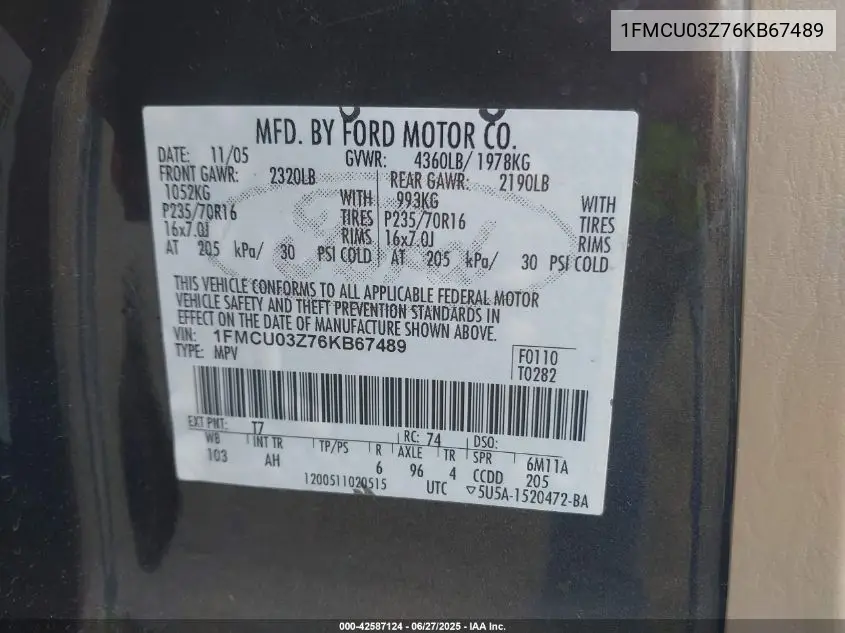 1FMCU03Z76KB67489
MFD. BY FORD MOTOR CO.
DATE: 11/05 GVWR: 4360LB/ 1978KG
FRONT GAWR: 2320LB REAR GAWR: 2190LB
1052KG WITH 993KG WITH
P235/70R16 TIRES P235/70R16 TIRES
16x7.0J RIMS 16x7.0J RIMS
AT 205 kPa/ 30 PSI COLD AT 205 kPa/ 30 PSI COLD
Ford
THIS VEHICLE CONFORMS TO ALL APPLICABLE FEDERAL MOTOR
VEHICLE SAFETY AND THEFT PREVENTION STANDARDS IN
EFFECT ON THE DATE OF MANUFACTURE SHOWN ABOVE.
VIN: 1FMCU03Z76KB67489
TYPE: MPV
F0110
T0282
EXT PNT: T7 RC: 74 DSO:
WB INT TR TP/PS R AXLE TR SPR 6M11A
103 AH 6 96 4 CCDD 205
1200511020515 UTC ▽5U5A-1520472-BA
000-42587124 - 06/27/2025 - IAA Inc.